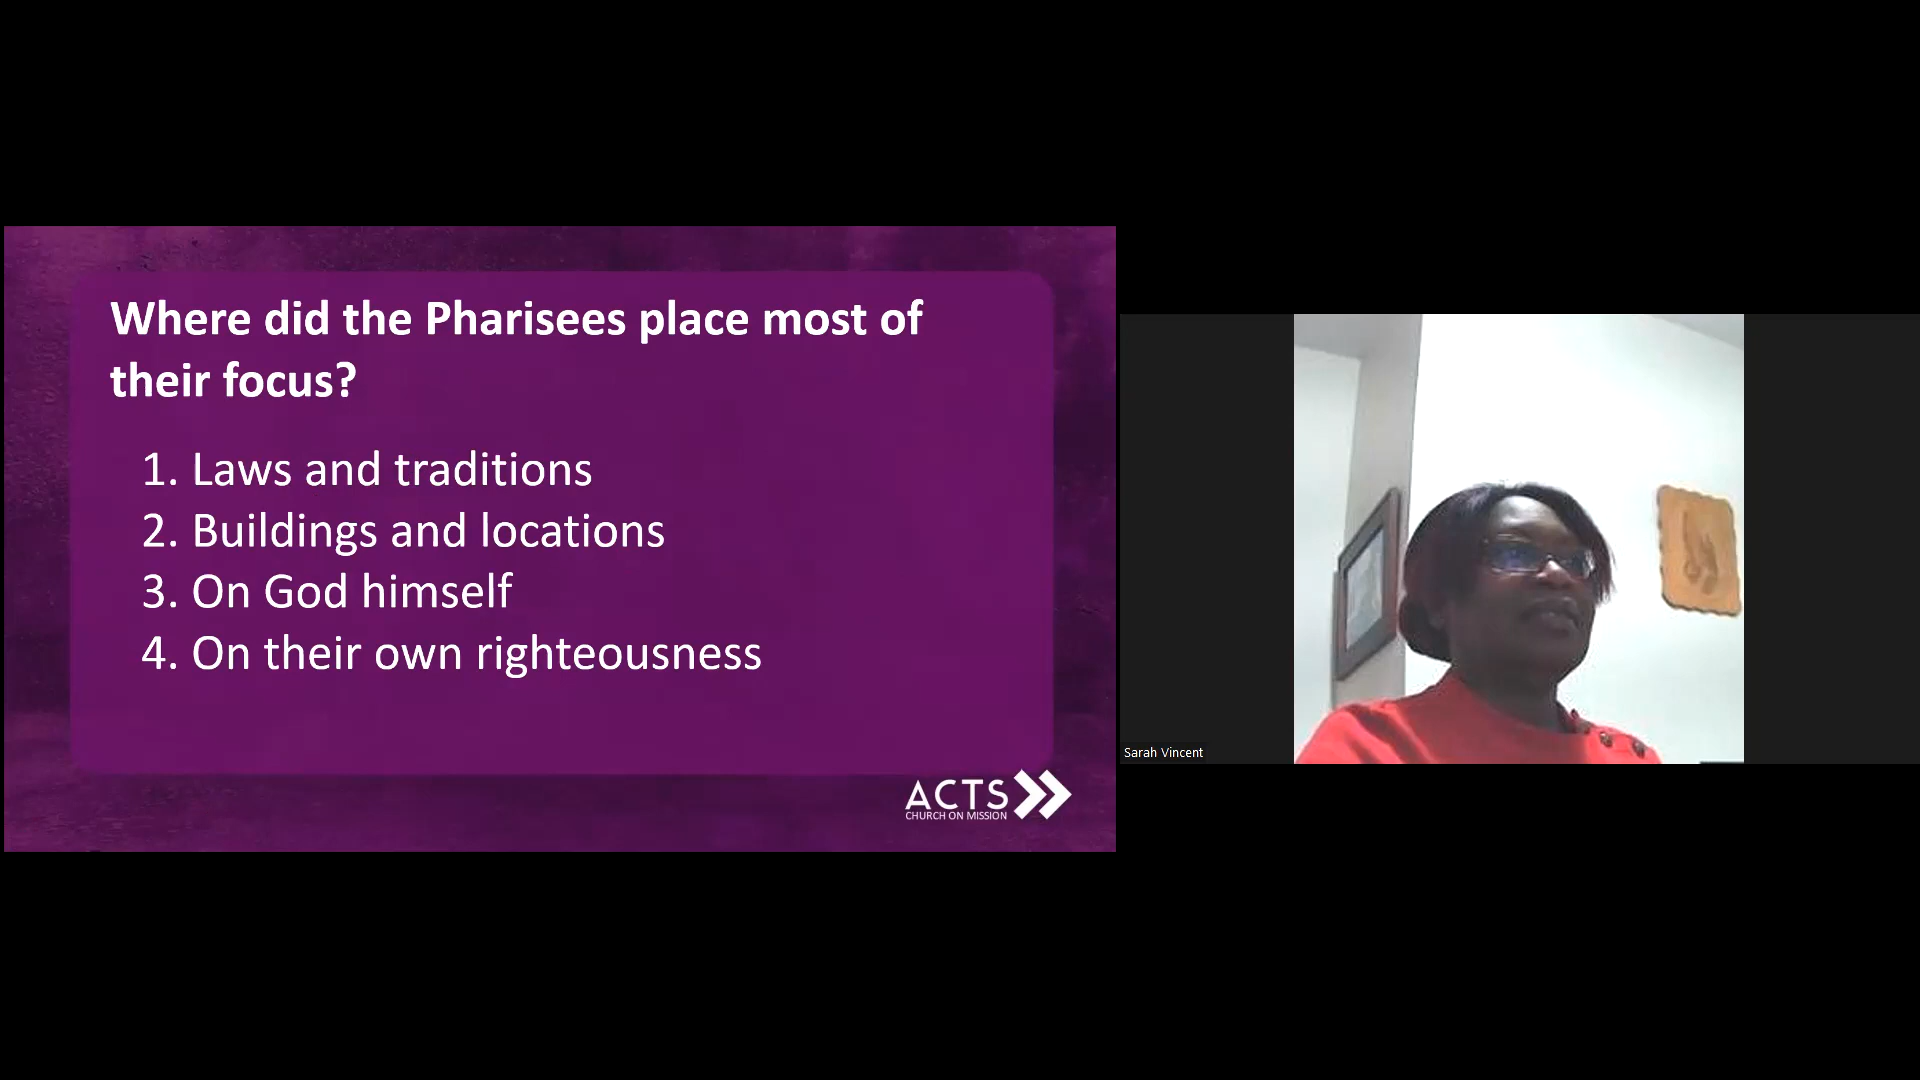 Where did the Pharisees place most of
their focus?
1. Laws and traditions
2. Buildings and locations
3. On God himself
4. On their own righteousness
ACTS
CHURCH ON MISSION
Sarah Vincent